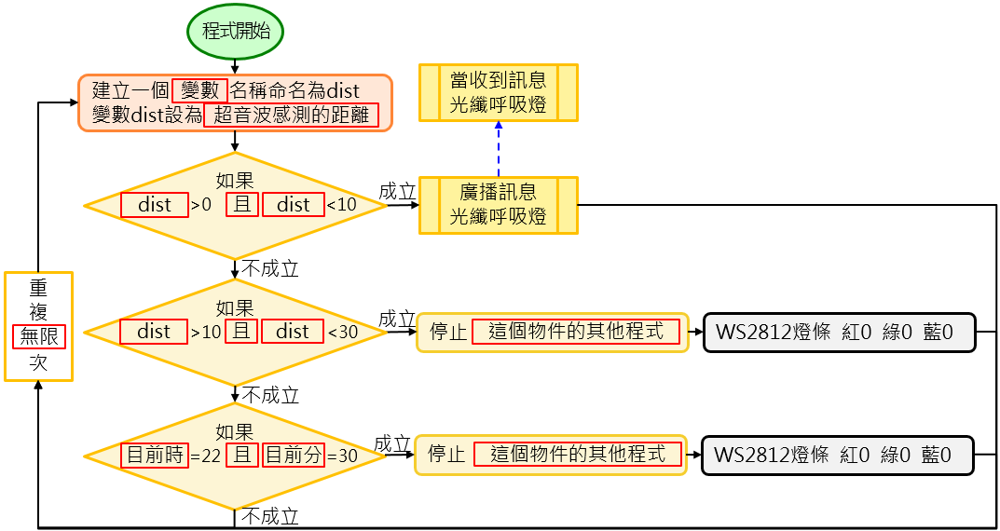 程式開始
建立一個 變數 名稱命名為dist
變數dist設為 超音波感測的距離
當收到訊息
光纖呼吸燈
如果
dist >0 且 dist <10
成立
廣播訊息
光纖呼吸燈
不成立
重
複
無限
次
如果
dist >10 且 dist <30
成立
停止 這個物件的其他程式
WS2812燈條 紅0 綠0 藍0
不成立
如果
目前時 =22 且 目前分 =30
成立
停止 這個物件的其他程式
WS2812燈條 紅0 綠0 藍0
不成立